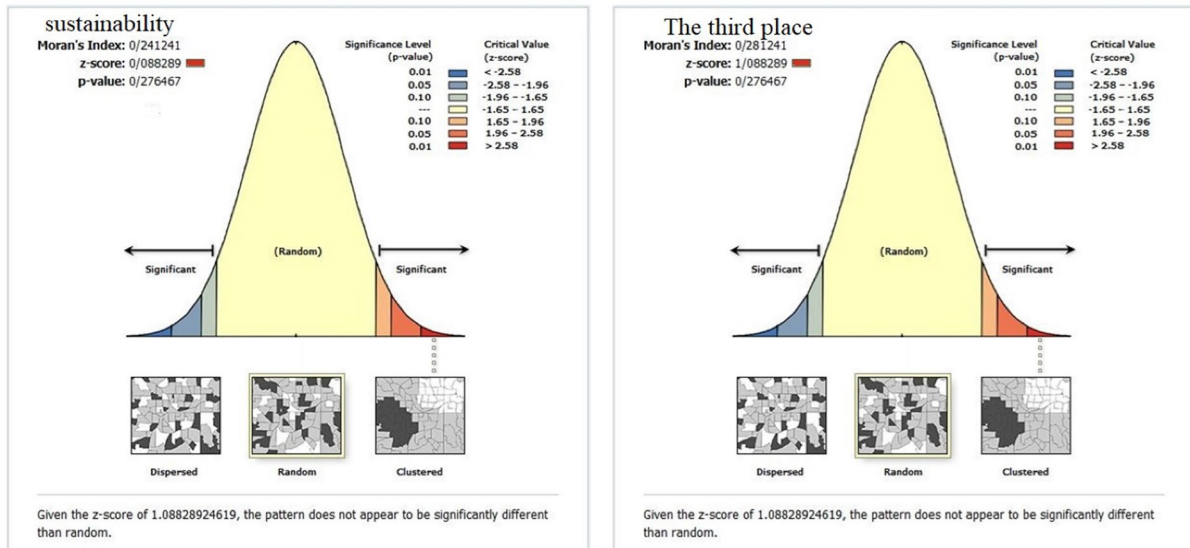 sustainability
Moran's Index: 0/241241
z-score: 0/088289
p-value: 0/276467
Significance Level
(p-value)
Critical Value
(z-score)
0.01 < -2.58
0.05 -2.58 – -1.96
0.10 -1.96 – -1.65
--- -1.65 – 1.65
0.10 1.65 – 1.96
0.05 1.96 – 2.58
0.01 > 2.58
(Random)
Significant
Significant
Dispersed
Random
Clustered
Given the z-score of 1.08828924619, the pattern does not appear to be significantly different
than random.
The third place
Moran's Index: 0/281241
z-score: 1/088289
p-value: 0/276467
Significance Level
(p-value)
Critical Value
(z-score)
0.01 < -2.58
0.05 -2.58 – -1.96
0.10 -1.96 – -1.65
--- -1.65 – 1.65
0.10 1.65 – 1.96
0.05 1.96 – 2.58
0.01 > 2.58
(Random)
Significant
Significant
Dispersed
Random
Clustered
Given the z-score of 1.08828924619, the pattern does not appear to be significantly different
than random.